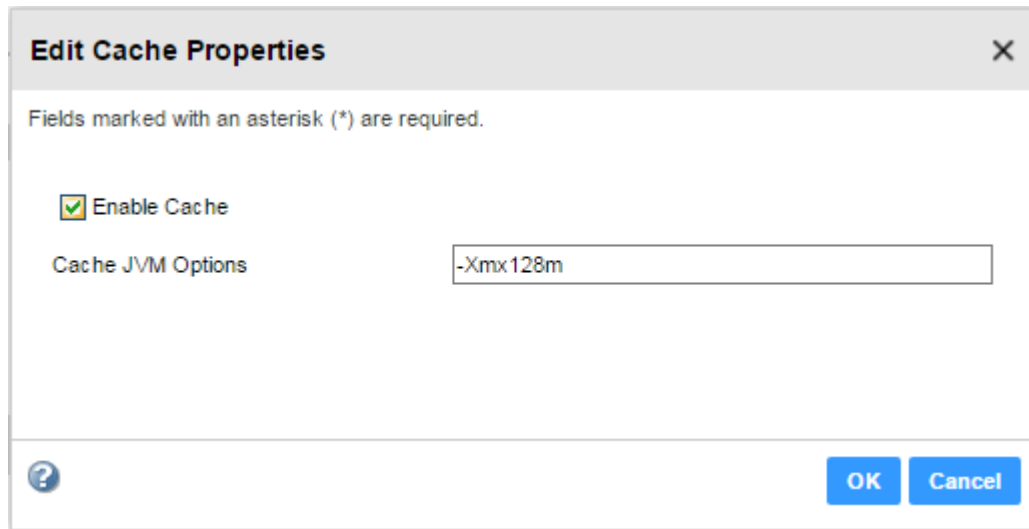 Edit Cache Properties
Fields marked with an asterisk (*) are required.
Enable Cache
Cache JVM Options
-Xmx128m
OK
Cancel